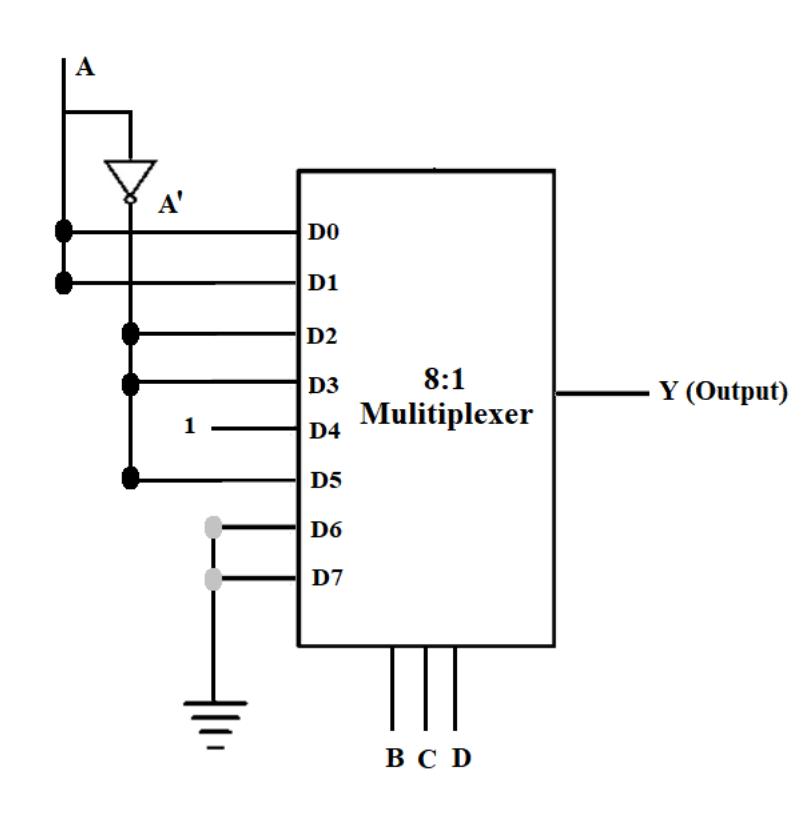 A
A'
D0
D1
D2
D3
1
D4
D5
D6
D7
8:1
Mulitiplexer
Y (Output)
B C D